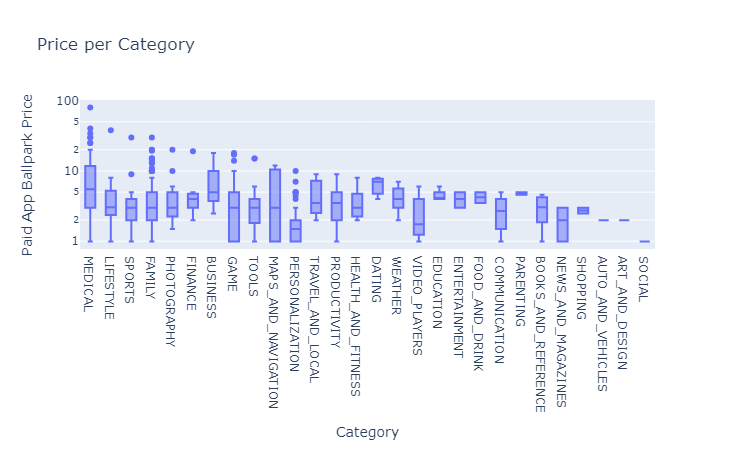 Price per Category
Paid App Ballpark Price
100
5
2
10
5
2
1
MEDICAL
LIFESTYLE
SPORTS
FAMILY
PHOTOGRAPHY
FINANCE
BUSINESS
GAME
TOOLS
MAPS_AND_NAVIGATION
PERSONALIZATION
TRAVEL_AND_LOCAL
PRODUCTIVITY
HEALTH_AND_FITNESS
DATING
WEATHER
VIDEO_PLAYERS
EDUCATION
ENTERTAINMENT
FOOD_AND_DRINK
COMMUNICATION
PARENTING
BOOKS_AND_REFERENCE
NEWS_AND_MAGAZINES
SHOPPING
AUTO_AND_VEHICLES
ART_AND_DESIGN
SOCIAL
Category